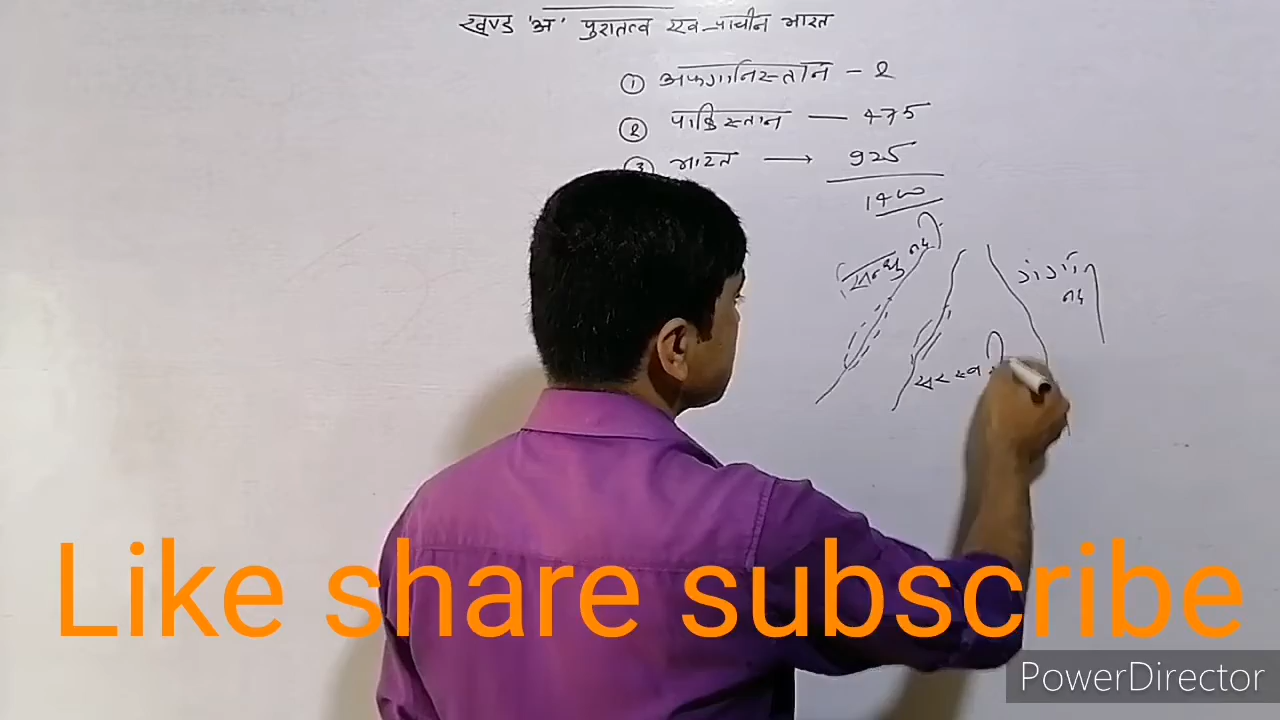 खण्ड 'अ' पुरातत्व एवं प्राचीन भारत
① अफगानिस्तान - 2
② पाकिस्तान — 475
③ भारत → 925
1400
सिन्धु नदी
गंगा नदी
सरस्वती
Like share subscribe
PowerDirector